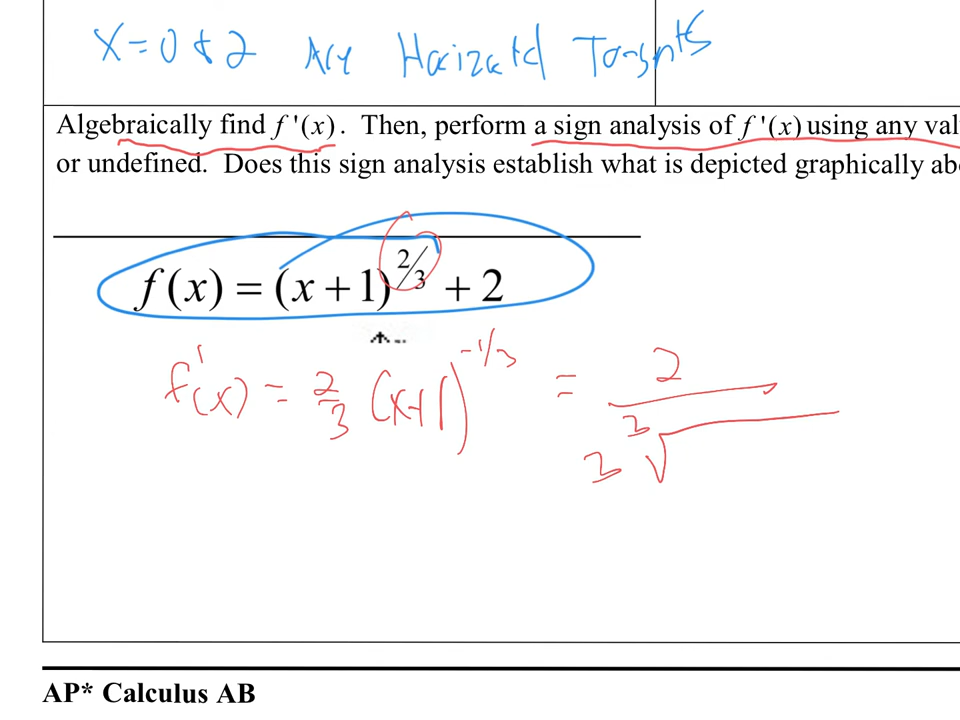 x = 0 & 2 Are Horizontal Tangents
Algebraically find f '(x). Then, perform a sign analysis of f '(x) using any val
or undefined. Does this sign analysis establish what is depicted graphically ab
f(x) = (x+1)^{2/3} + 2
f'(x) = 2/3 (x+1)^{-1/3} = 2 / 3 ∛
AP* Calculus AB